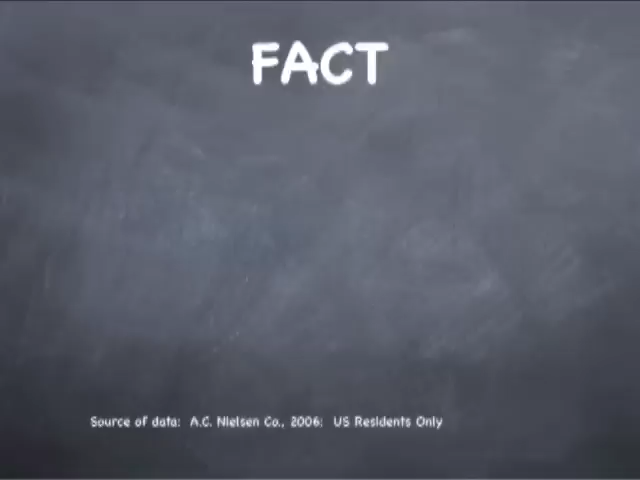 FACT
Source of data: A.C. Nielsen Co., 2006: US Residents Only